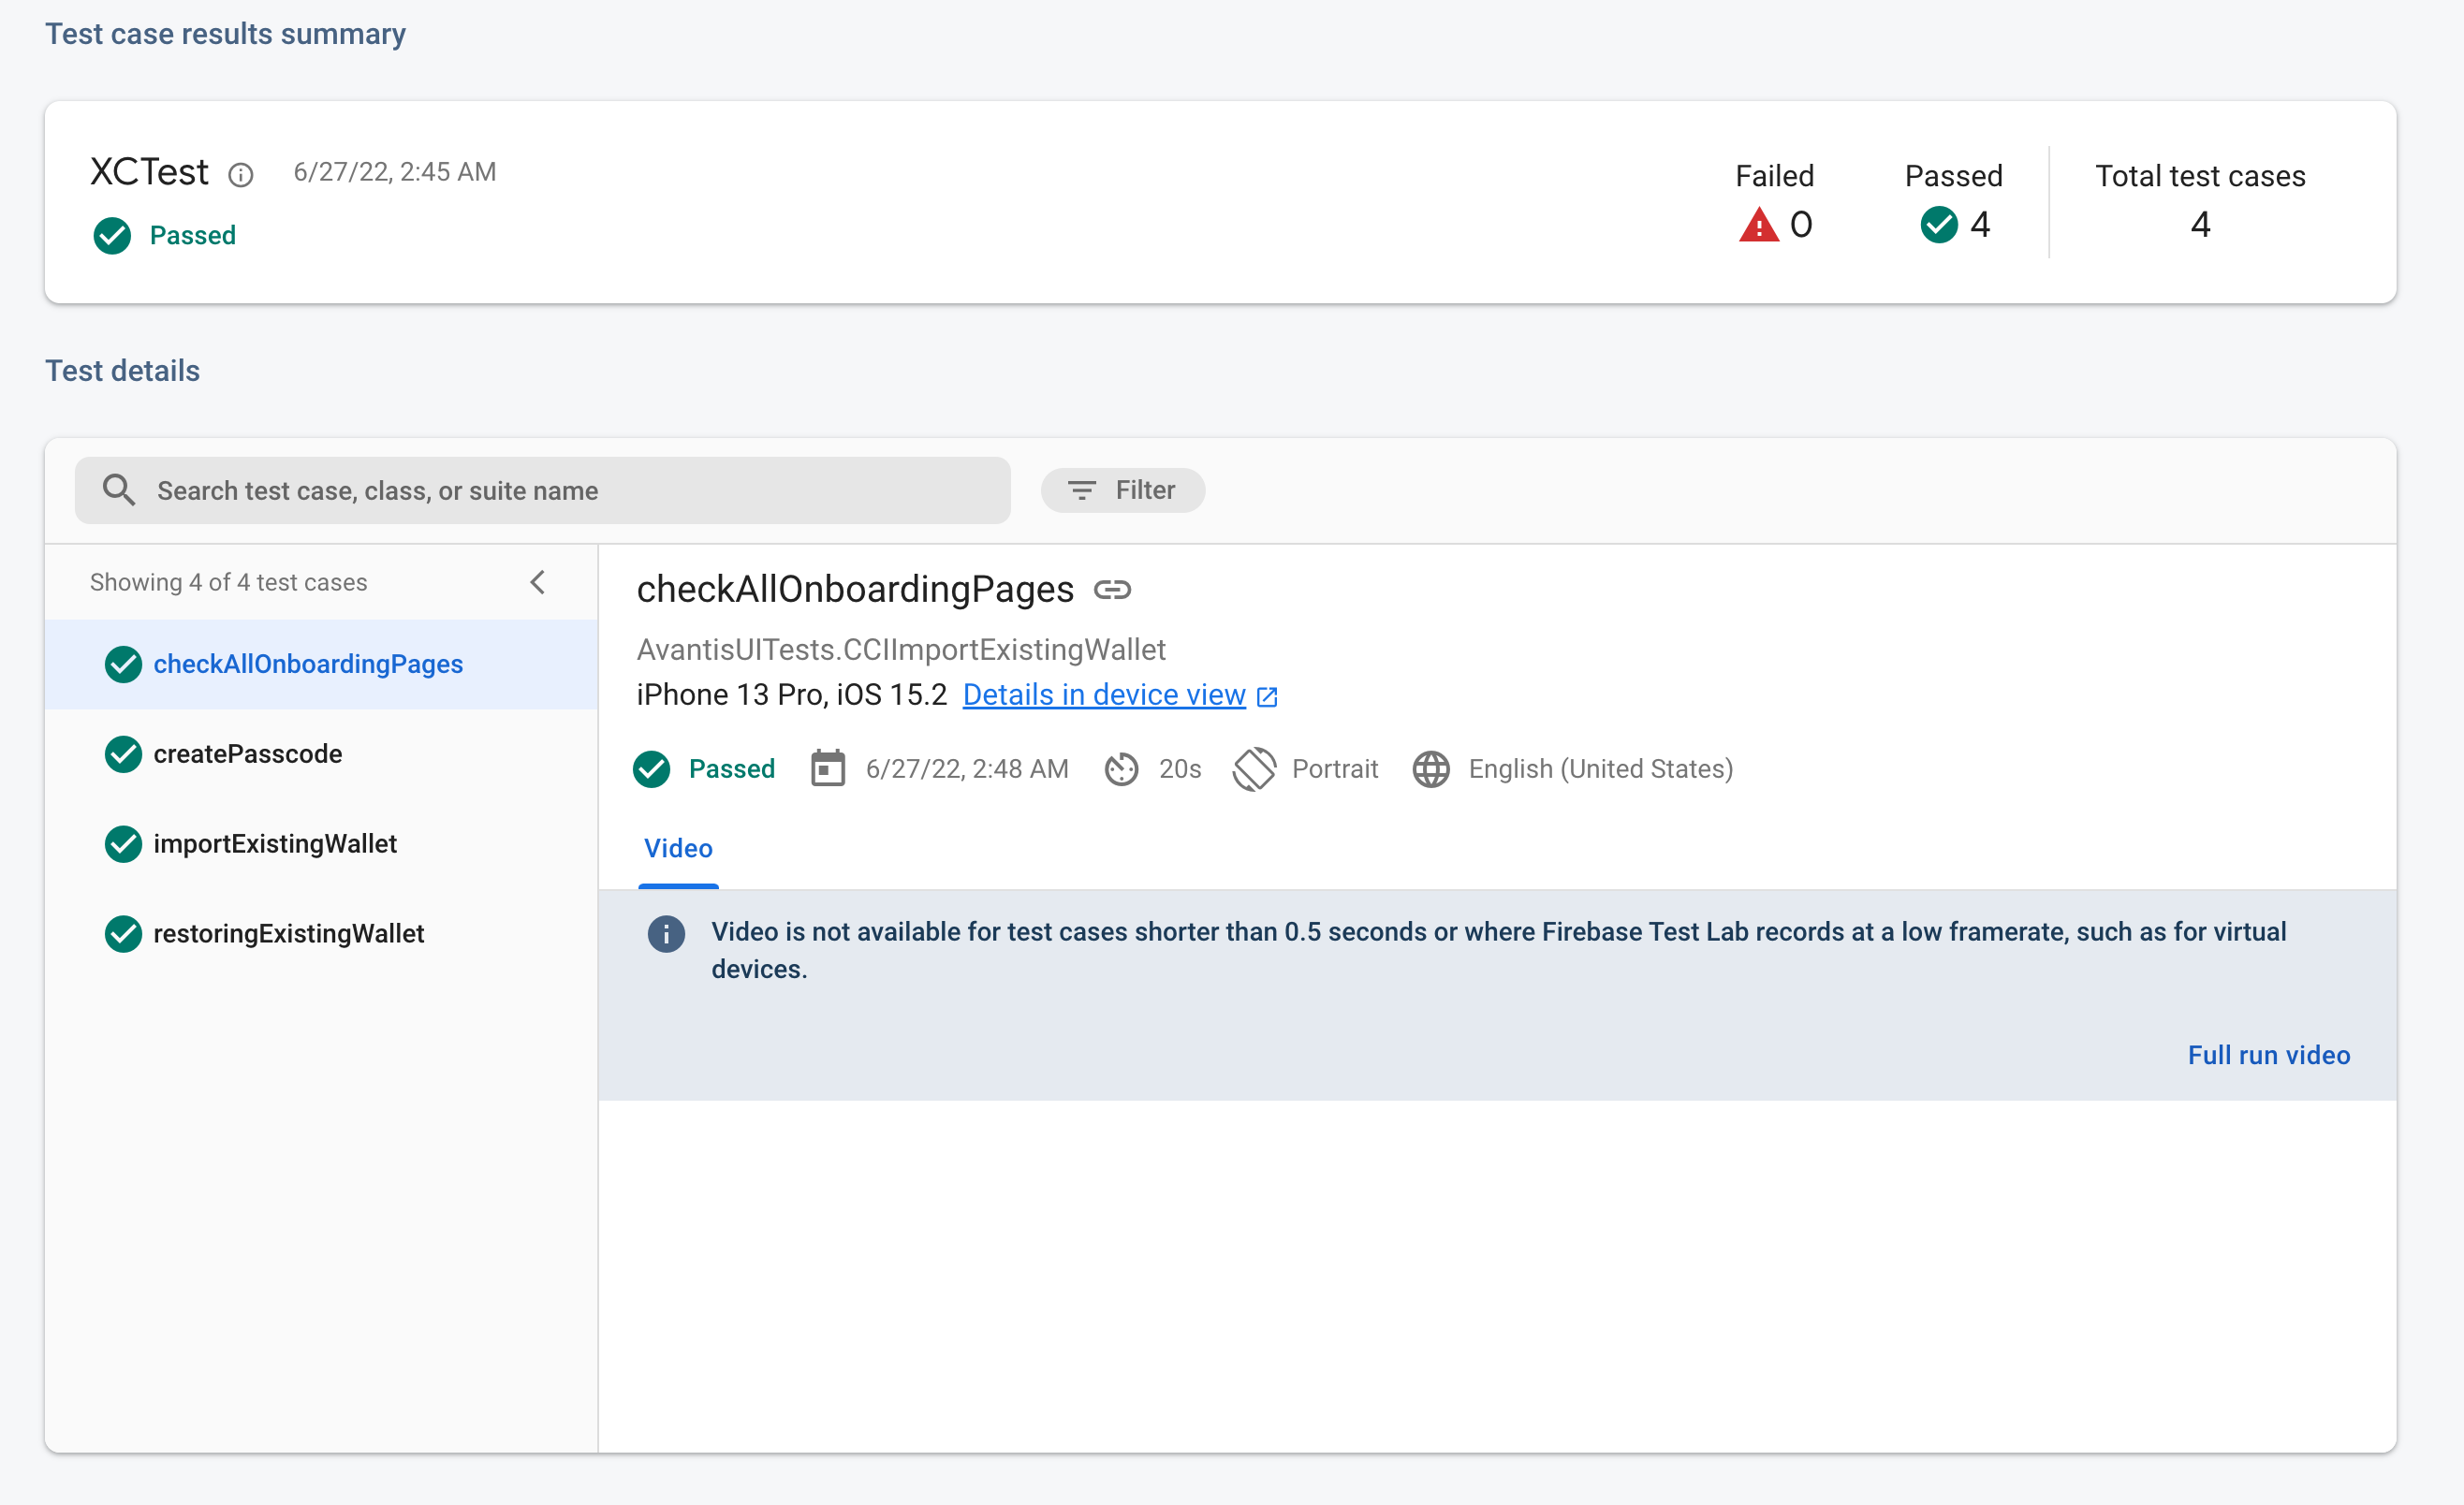 Test case results summary
XCTest
6/27/22, 2:45 AM
Passed
Failed
0
Passed
4
Total test cases
4
Test details
Search test case, class, or suite name
Filter
Showing 4 of 4 test cases
checkAllOnboardingPages
createPasscode
importExistingWallet
restoringExistingWallet
checkAllOnboardingPages
AvantisUITests.CCIImportExistingWallet
iPhone 13 Pro, iOS 15.2 Details in device view
Passed 6/27/22, 2:48 AM 20s Portrait English (United States)
Video
Video is not available for test cases shorter than 0.5 seconds or where Firebase Test Lab records at a low framerate, such as for virtual
devices.
Full run video